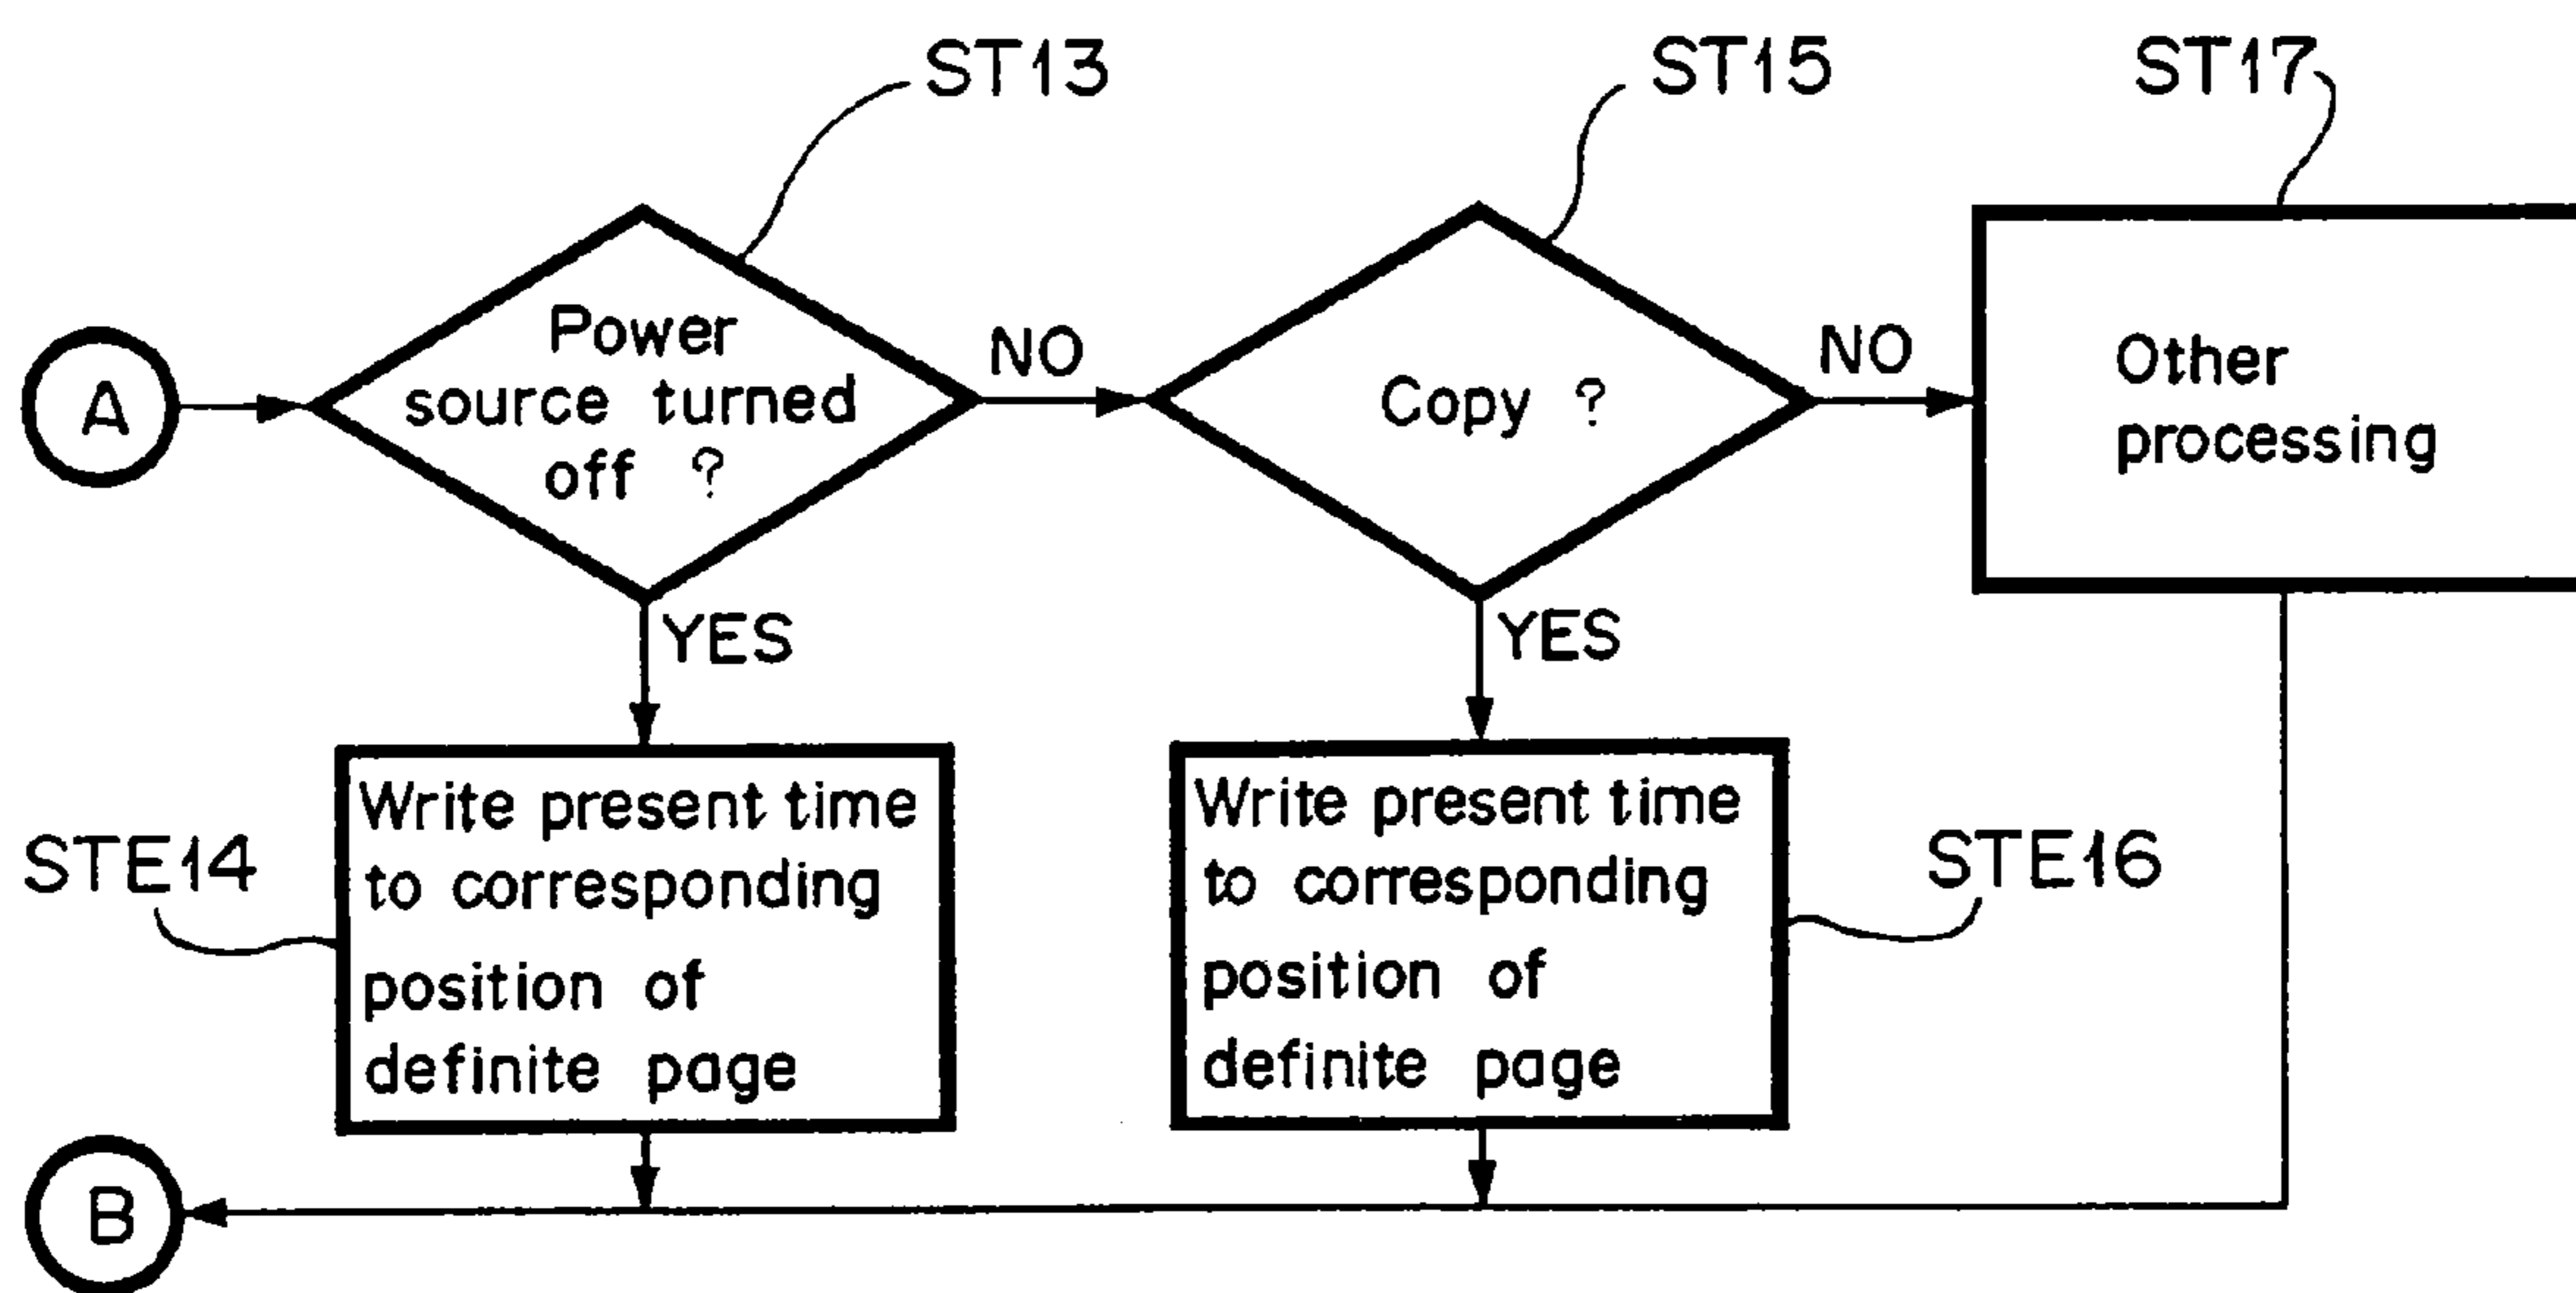 ST13
ST15
ST17
A
Power
source turned
off ?
NO
Copy ?
NO
Other
processing
YES
YES
STE14
Write present time
to corresponding
position of
definite page
Write present time
to corresponding
position of
definite page
STE16
B